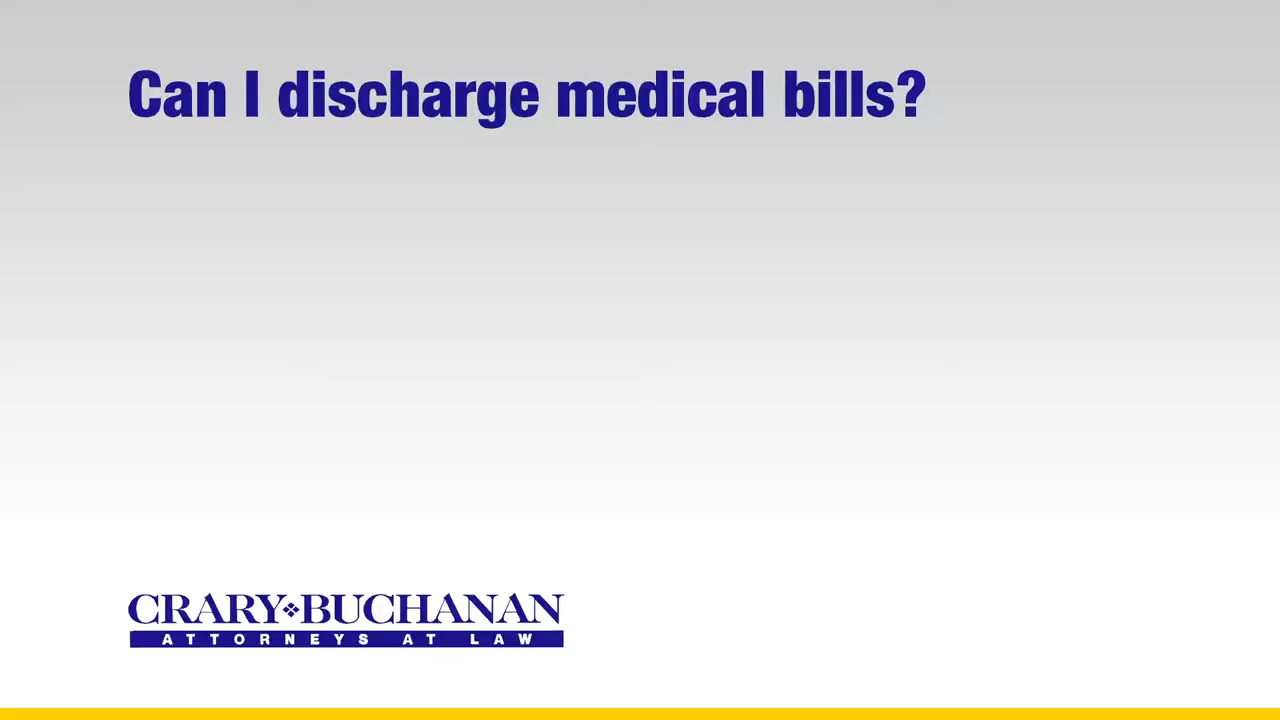 Can I discharge medical bills?
CRARY❖BUCHANAN
ATTORNEYS AT LAW